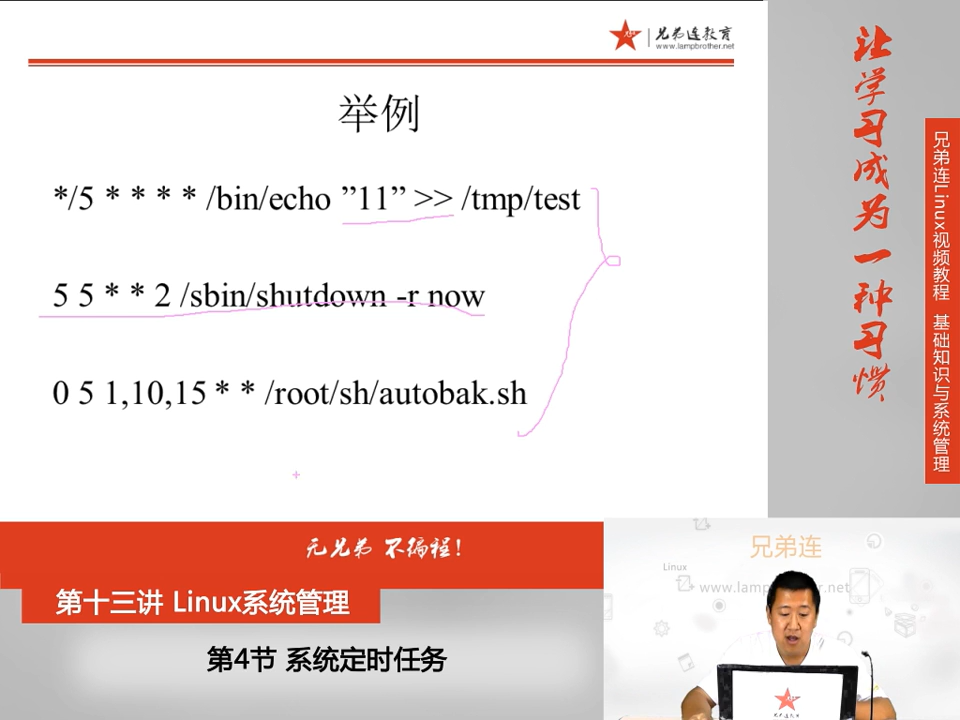 兄弟连教育
www.lampbrother.net
举例
*/5 * * * * /bin/echo ”11” >> /tmp/test
5 5 * * 2 /sbin/shutdown -r now
0 5 1,10,15 * * /root/sh/autobak.sh
让学习成为一种习惯
兄弟连Linux视频教程 基础知识与系统管理
无兄弟 不编程!
第十三讲 Linux系统管理
第4节 系统定时任务
兄弟连
Linux
www.lampbrother.net
兄弟连教育